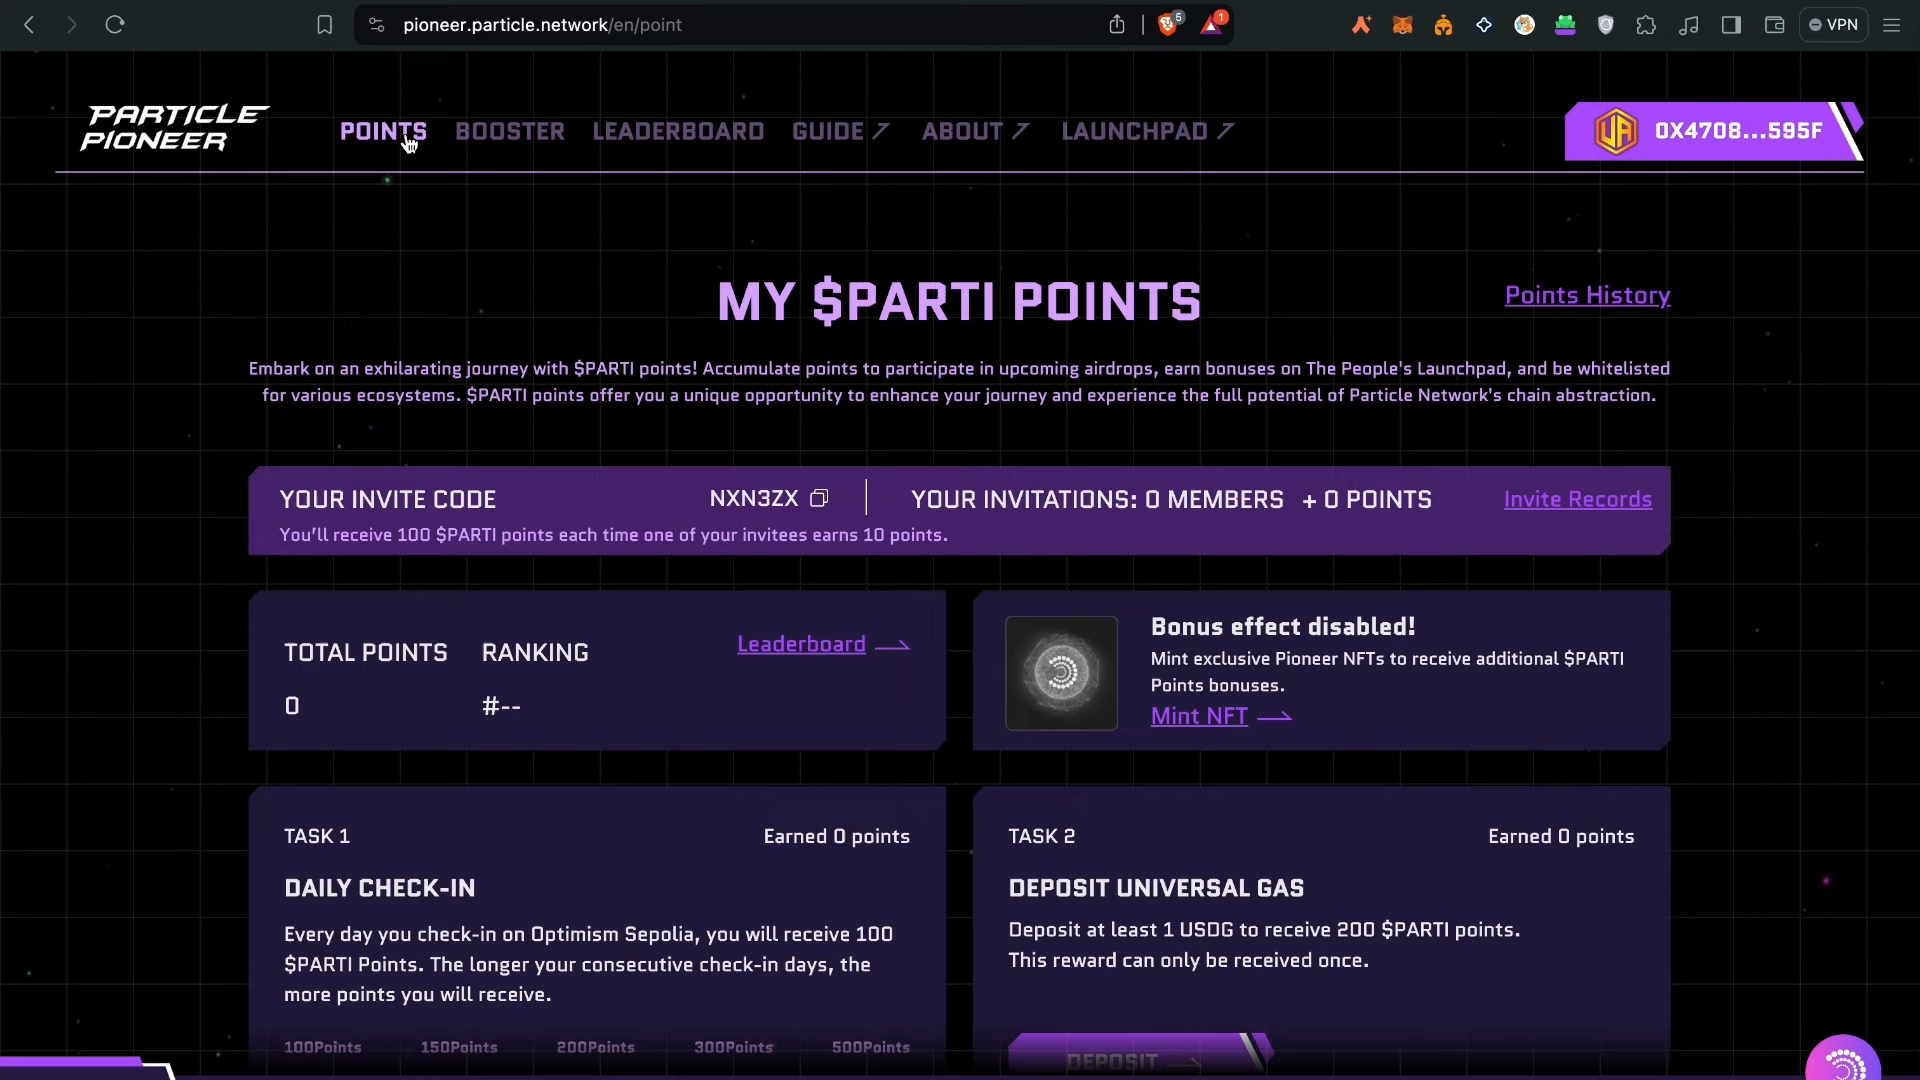 pioneer.particle.network/en/point
5
1
VPN
PARTICLE
PIONEER
POINTS
BOOSTER
LEADERBOARD
GUIDE
ABOUT
LAUNCHPAD
UA
0X4708...595F
MY $PARTI POINTS
Points History
Embark on an exhilarating journey with $PARTI points! Accumulate points to participate in upcoming airdrops, earn bonuses on The People's Launchpad, and be whitelisted
for various ecosystems. $PARTI points offer you a unique opportunity to enhance your journey and experience the full potential of Particle Network's chain abstraction.
YOUR INVITE CODE
NXN3ZX
YOUR INVITATIONS: 0 MEMBERS + 0 POINTS
Invite Records
You'll receive 100 $PARTI points each time one of your invitees earns 10 points.
TOTAL POINTS
RANKING
Leaderboard
0
#--
Bonus effect disabled!
Mint exclusive Pioneer NFTs to receive additional $PARTI
Points bonuses.
Mint NFT
TASK 1
Earned 0 points
DAILY CHECK-IN
Every day you check-in on Optimism Sepolia, you will receive 100
$PARTI Points. The longer your consecutive check-in days, the
more points you will receive.
100Points
150Points
200Points
300Points
500Points
TASK 2
Earned 0 points
DEPOSIT UNIVERSAL GAS
Deposit at least 1 USDG to receive 200 $PARTI points.
This reward can only be received once.
DEPOSIT